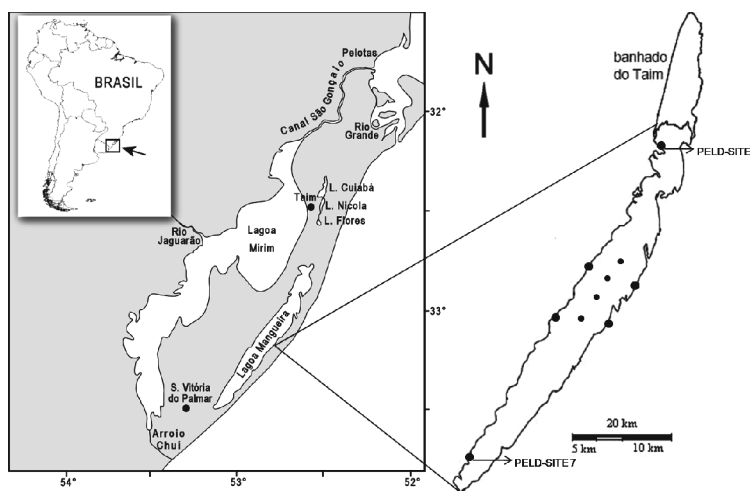 BRASIL
Pelotas
Canal São Gonçalo
Rio
Grande
32°
L. Cuiabá
Taim
L. Nicola
L. Flores
Rio
Jaguarão
Lagoa
Mirim
Lagoa Mangueira
33°
S. Vitória
do Palmar
Arroio
Chuí
54°
53°
52°
N
banhado
do Taim
PELD-SITE
20 km
5 km
10 km
PELD-SITE7